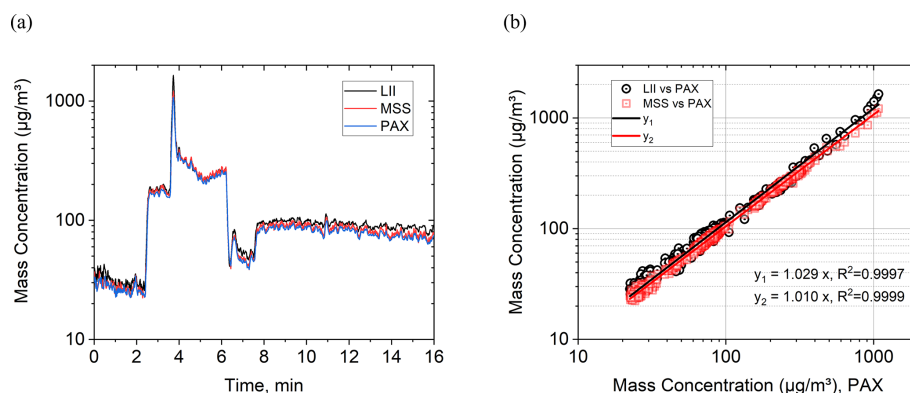 (a)
(b)
Mass Concentration (µg/m³)
1000
100
10
LII
MSS
PAX
0 2 4 6 8 10 12 14 16
Time, min
Mass Concentration (µg/m³)
1000
100
10
LII vs PAX
MSS vs PAX
y₁
y₂
y₁ = 1.029 x, R²=0.9997
y₂ = 1.010 x, R²=0.9999
10 100 1000
Mass Concentration (µg/m³), PAX